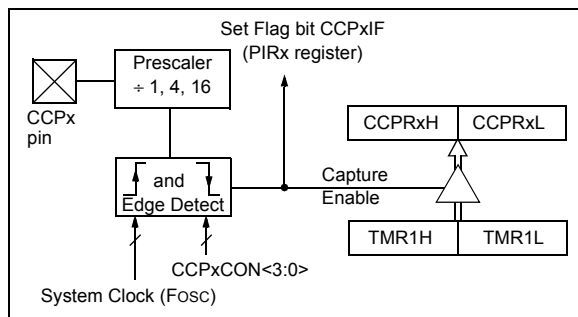 Set Flag bit CCPxIF
(PIRx register)
Prescaler
÷ 1, 4, 16
CCPx
pin
CCPRxH
CCPRxL
and
Edge Detect
Capture
Enable
TMR1H
TMR1L
CCPxCON<3:0>
System Clock (FOSC)